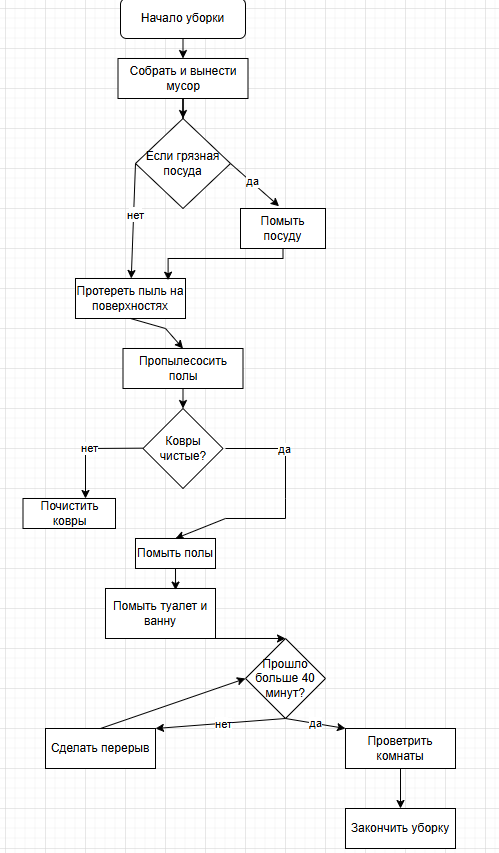 Начало уборки
Собрать и вынести
мусор
Если грязная
посуда
да
нет
Помыть
посуду
Протереть пыль на
поверхностях
Пропылесосить
полы
Ковры
чистые?
нет
да
Почистить
ковры
Помыть полы
Помыть туалет и
ванну
Прошло
больше 40
минут?
нет
да
Сделать перерыв
Проветрить
комнаты
Закончить уборку